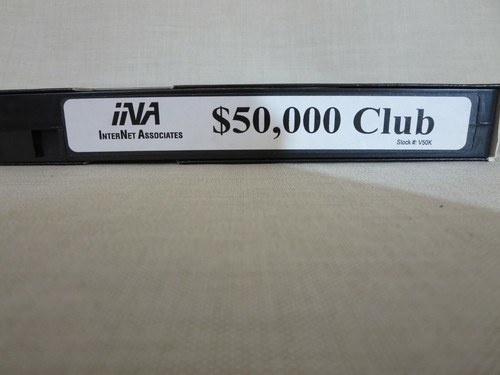 iNA
InterNet Associates
$50,000 Club
Stock #: V50K